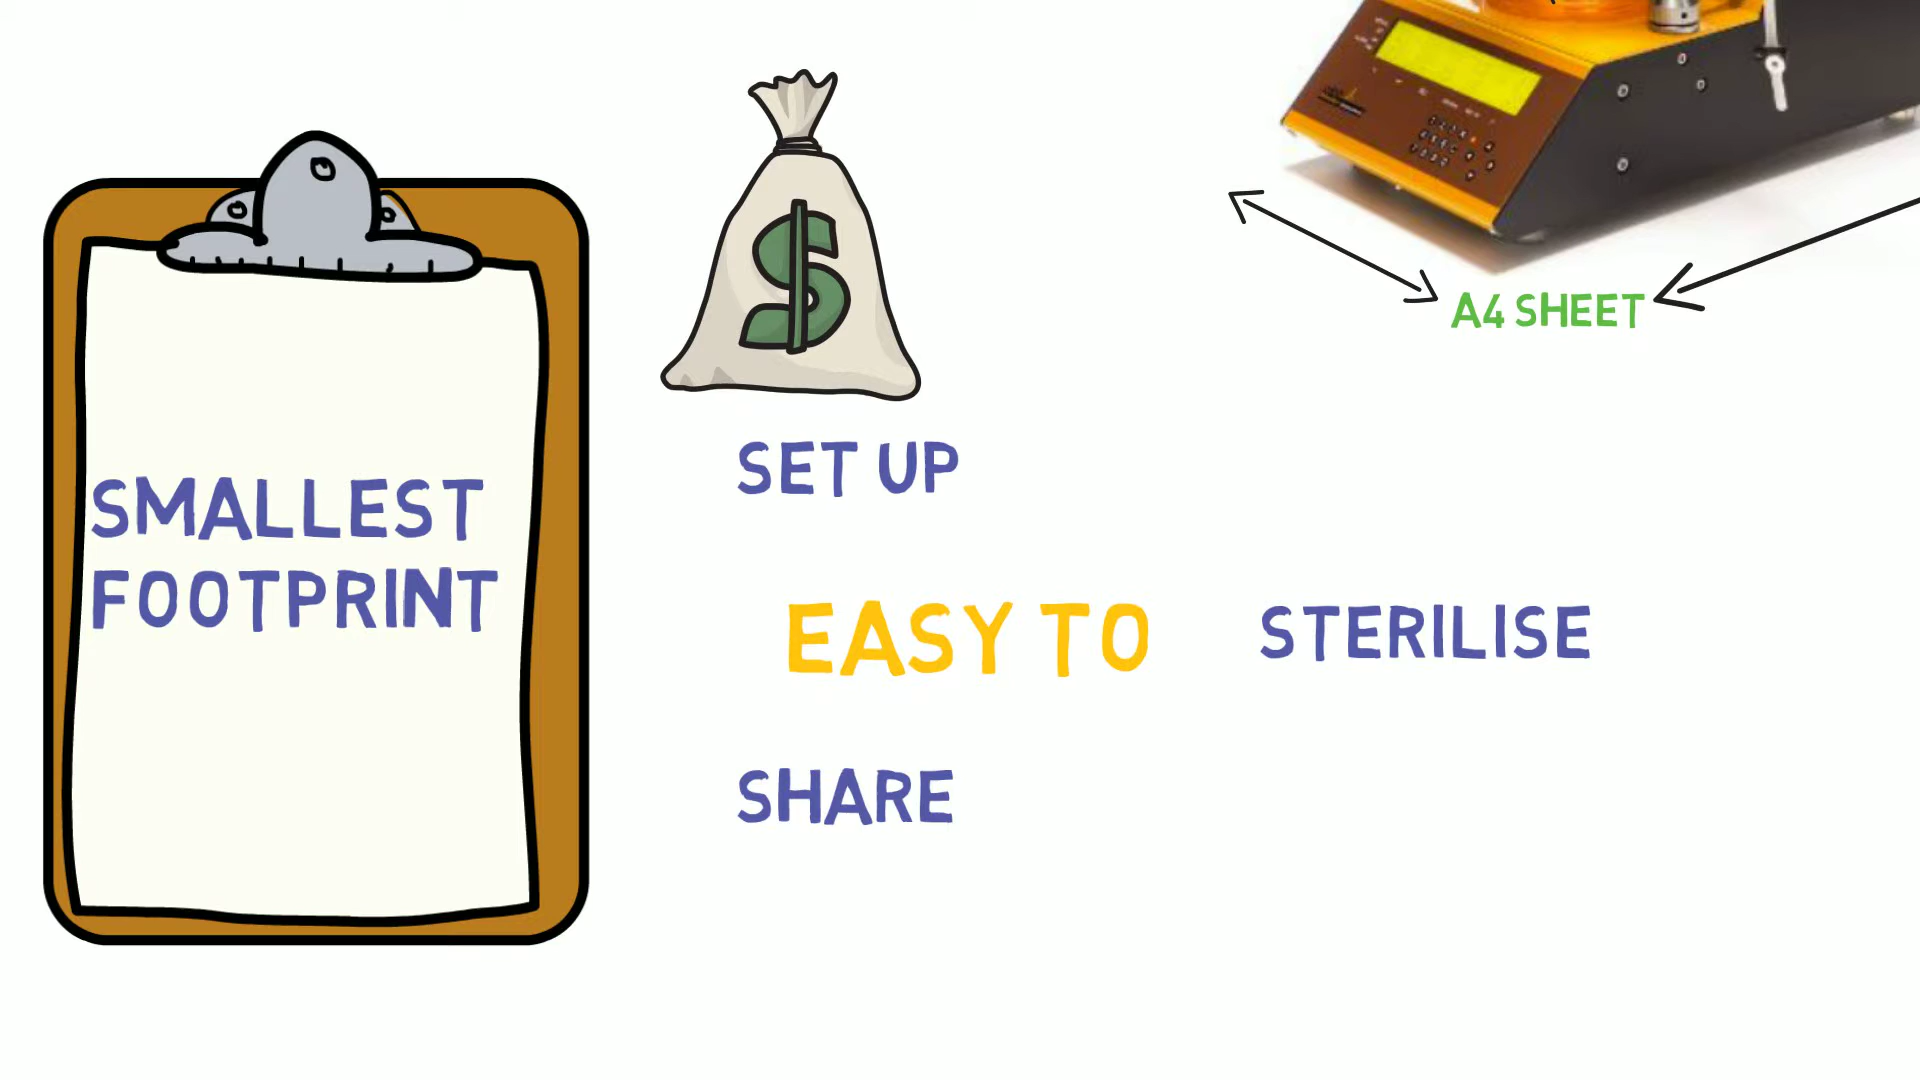 A4 SHEET
SMALLEST
FOOTPRINT
SET UP
EASY TO
STERILISE
SHARE
$